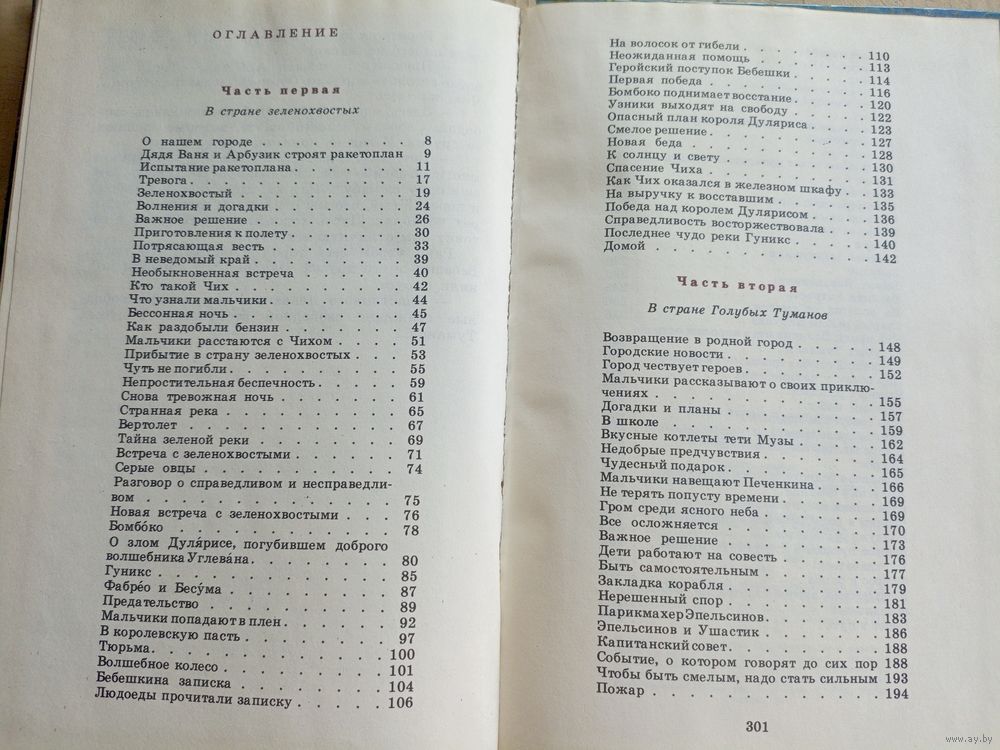 ОГЛАВЛЕНИЕ
Часть первая
В стране зеленохвостых
О нашем городе . . . . . . . . . 8
Дядя Ваня и Арбузик строят ракетоплан 9
Испытание ракетоплана . . . . . . . 11
Тревога . . . . . . . . . . . . 17
Зеленохвостый . . . . . . . . . . 19
Волнения и догадки . . . . . . . . 24
Важное решение . . . . . . . . . 26
Приготовления к полету . . . . . . . 30
Потрясающая весть . . . . . . . . 33
В неведомый край . . . . . . . . . 39
Необыкновенная встреча . . . . . . 40
Кто такой Чих . . . . . . . . . . 42
Что узнали мальчики . . . . . . . . 44
Бессонная ночь . . . . . . . . . . 45
Как раздобыли бензин . . . . . . . 47
Мальчики расстаются с Чихом . . . . 51
Прибытие в страну зеленохвостых . . . 53
Чуть не погибли . . . . . . . . . . 55
Непростительная беспечность . . . . . 59
Снова тревожная ночь . . . . . . . 61
Странная река . . . . . . . . . . 65
Вертолет . . . . . . . . . . . . 67
Тайна зеленой реки . . . . . . . . 69
Встреча с зеленохвостыми . . . . . . 71
Серые овцы . . . . . . . . . . . 74
Разговор о справедливом и несправедли-
вом . . . . . . . . . . . . . . 75
Новая встреча с зеленохвостыми . . . 76
Бомбо́ко . . . . . . . . . . . . 78
О злом Дуля́рисе, погубившем доброго
волшебника Углева́на . . . . . . . . 80
Гуникс . . . . . . . . . . . . . 85
Фабре́о и Бесу́ма . . . . . . . . . 87
Предательство . . . . . . . . . . 89
Мальчики попадают в плен . . . . . . 92
В королевскую пасть . . . . . . . . 97
Тюрьма . . . . . . . . . . . . . 100
Волшебное колесо . . . . . . . . . 101
Бебешкина записка . . . . . . . . 104
Людоеды прочитали записку . . . . . 106
На волосок от гибели . . . . . . . . 110
Неожиданная помощь . . . . . . . 113
Геройский поступок Бебешки . . . . . 114
Первая победа . . . . . . . . . . 116
Бомбоко поднимает восстание . . . . . 120
Узники выходят на свободу . . . . . 122
Опасный план короля Дуляриса . . . . 123
Смелое решение . . . . . . . . . . 127
Новая беда . . . . . . . . . . . 128
К солнцу и свету . . . . . . . . . 130
Спасение Чиха . . . . . . . . . . 131
Как Чих оказался в железном шкафу . . 133
На выручку к восставшим . . . . . . 135
Победа над королем Дулярисом . . . . 136
Справедливость восторжествовала . . . 139
Последнее чудо реки Гуникс . . . . . 140
Домой . . . . . . . . . . . . . 142
Часть вторая
В стране Голубых Туманов
Возвращение в родной город . . . . . 148
Городские новости . . . . . . . . . 149
Город чествует героев . . . . . . . . 152
Мальчики рассказывают о своих приклю-
чениях . . . . . . . . . . . . . 155
Догадки и планы . . . . . . . . . 157
В школе . . . . . . . . . . . . 159
Вкусные котлеты тети Музы . . . . . 162
Недобрые предчувствия . . . . . . . 164
Чудесный подарок . . . . . . . . . 165
Мальчики навещают Печенкина . . . . 166
Не терять попусту времени . . . . . . 169
Гром среди ясного неба . . . . . . . 169
Все осложняется . . . . . . . . . 170
Важное решение . . . . . . . . . 173
Дети работают на совесть . . . . . . 176
Быть самостоятельным . . . . . . . 177
Закладка корабля . . . . . . . . . 179
Нерешенный спор . . . . . . . . . 181
Парикмахер Эпельсинов . . . . . . . 183
Эпельсинов и Ушастик . . . . . . . 186
Капитанский совет . . . . . . . . . 188
Событие, о котором говорят до сих пор 188
Чтобы быть смелым, надо стать сильным 193
Пожар . . . . . . . . . . . . . 194
301
www.ay.by